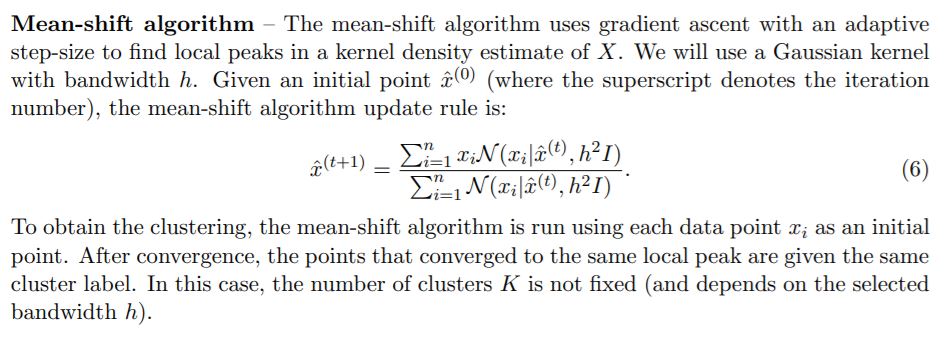 Mean-shift algorithm – The mean-shift algorithm uses gradient ascent with an adaptive
step-size to find local peaks in a kernel density estimate of X. We will use a Gaussian kernel
with bandwidth h. Given an initial point x̂⁽⁰⁾ (where the superscript denotes the iteration
number), the mean-shift algorithm update rule is:
x̂^{(t+1)} = \frac{\sum_{i=1}^{n} x_i \mathcal{N}(x_i|x̂^{(t)}, h^2 I)}{\sum_{i=1}^{n} \mathcal{N}(x_i|x̂^{(t)}, h^2 I)}. (6)
To obtain the clustering, the mean-shift algorithm is run using each data point x_i as an initial
point. After convergence, the points that converged to the same local peak are given the same
cluster label. In this case, the number of clusters K is not fixed (and depends on the selected
bandwidth h).